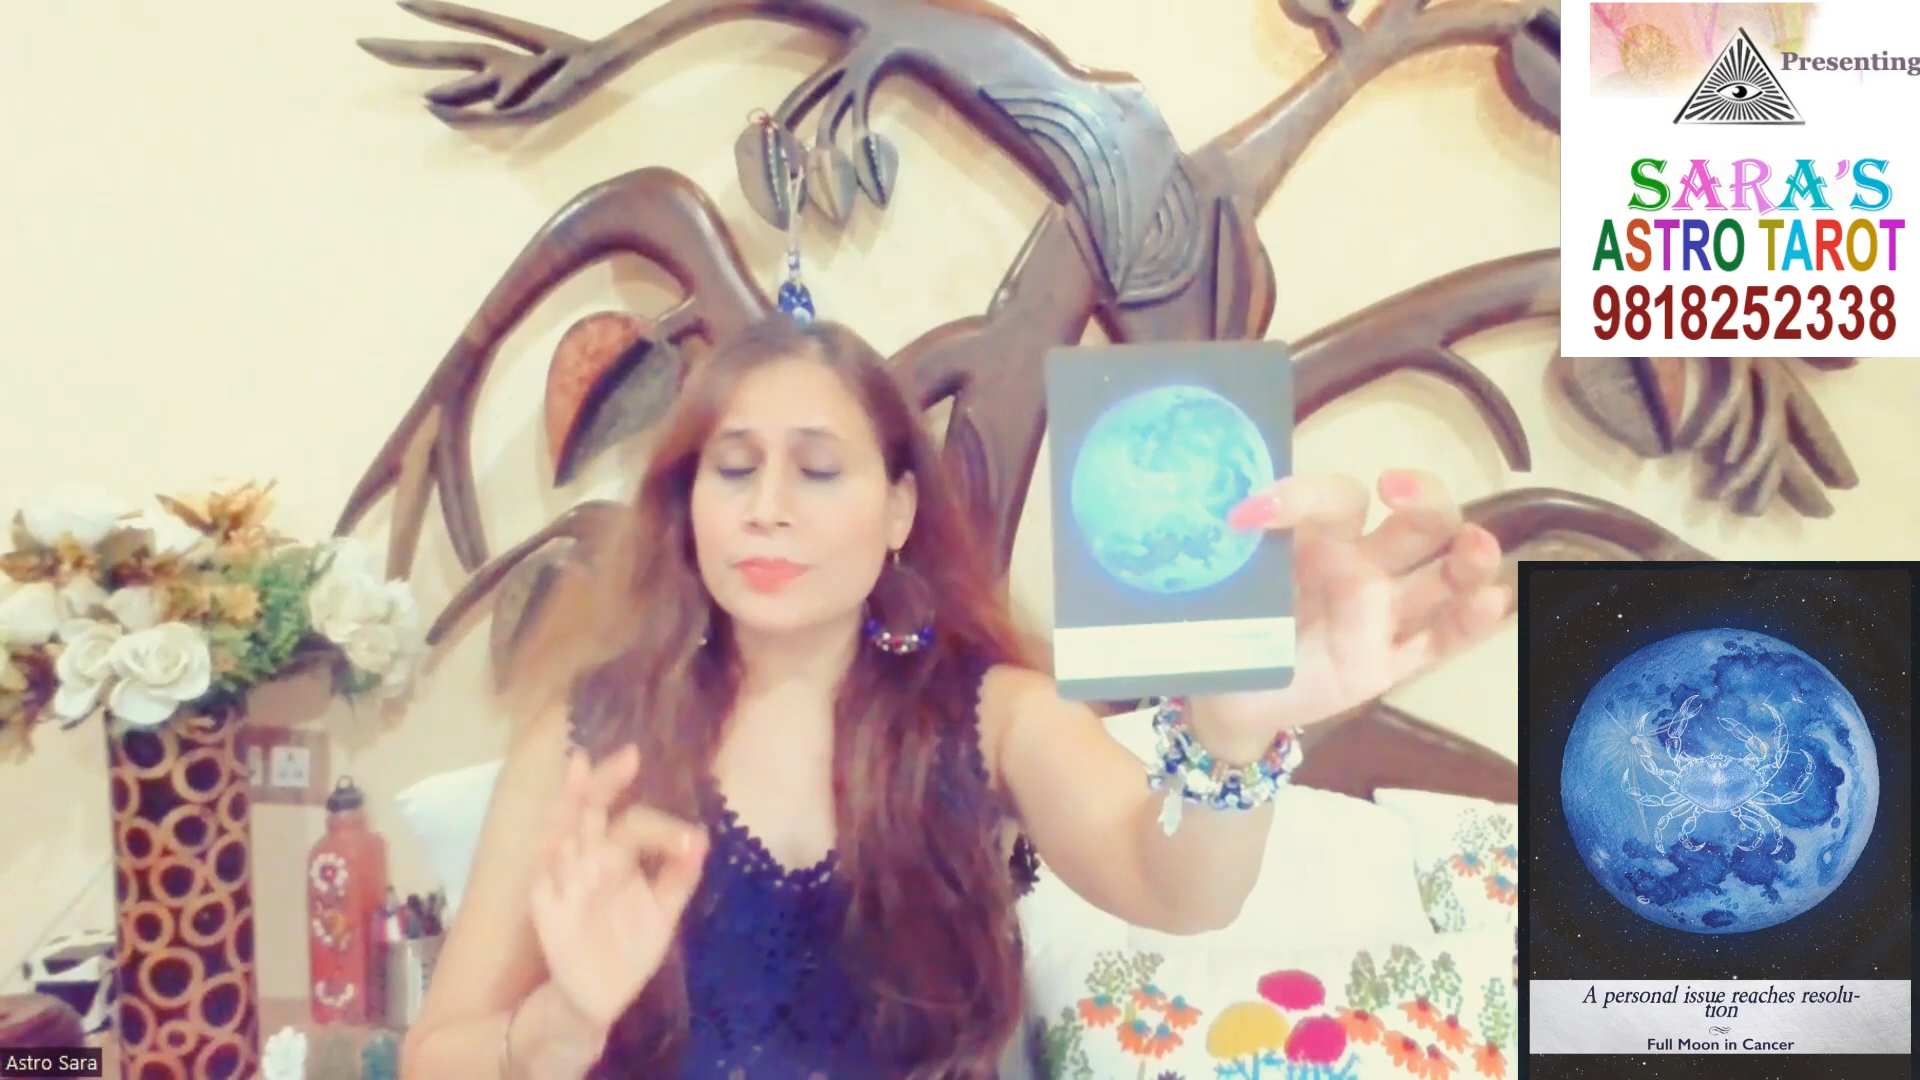 Presenting
SARA'S
ASTRO TAROT
9818252338
A personal issue reaches resolu-
tion
Full Moon in Cancer
Astro Sara